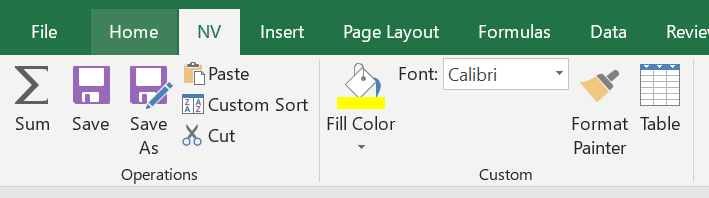 File Home NV Insert Page Layout Formulas Data Review
Sum
Save
Save
As
Paste
Custom Sort
Cut
Operations
Fill Color
Font: Calibri
Format
Painter
Table
Custom